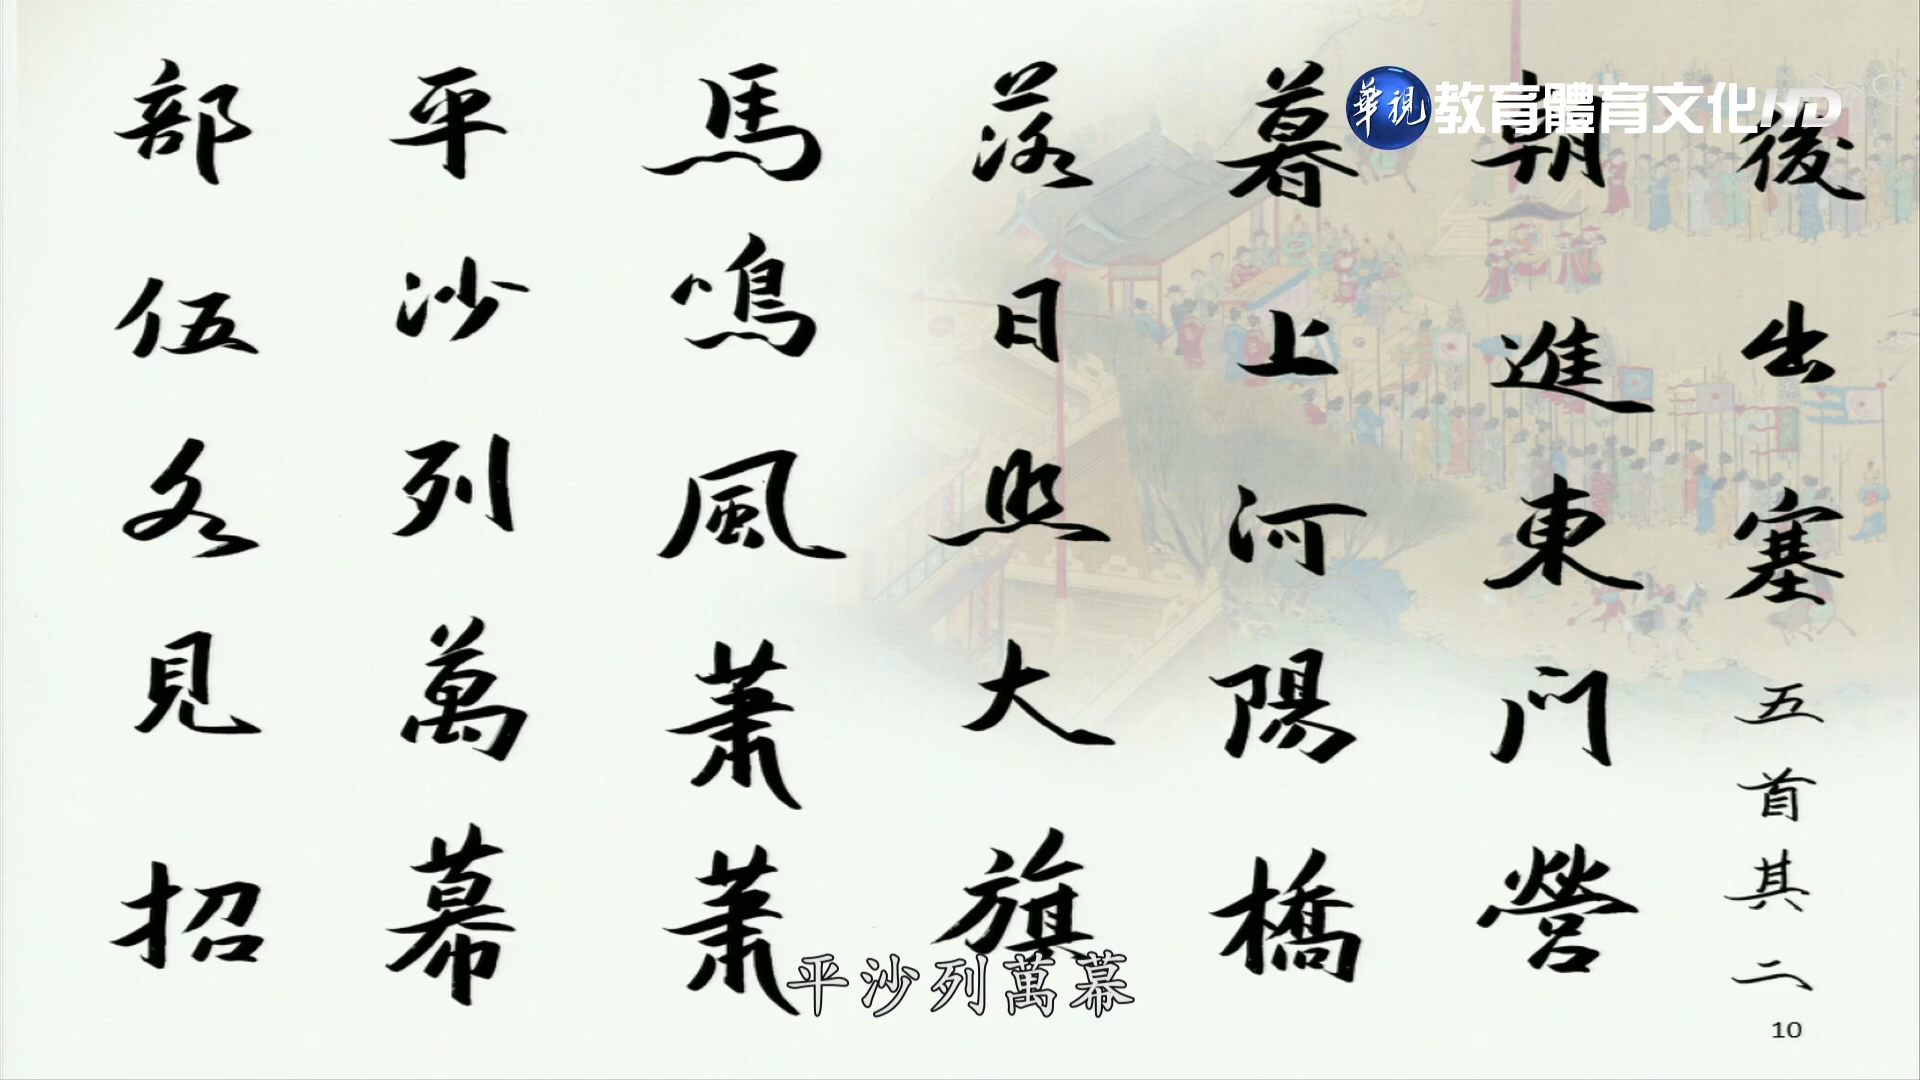 華視 教育體育文化HD
後出塞五首其二
朝進東門營
暮上河陽橋
落日照大旗
馬鳴風蕭蕭
平沙列萬幕
部伍各見招
平沙列萬幕
10